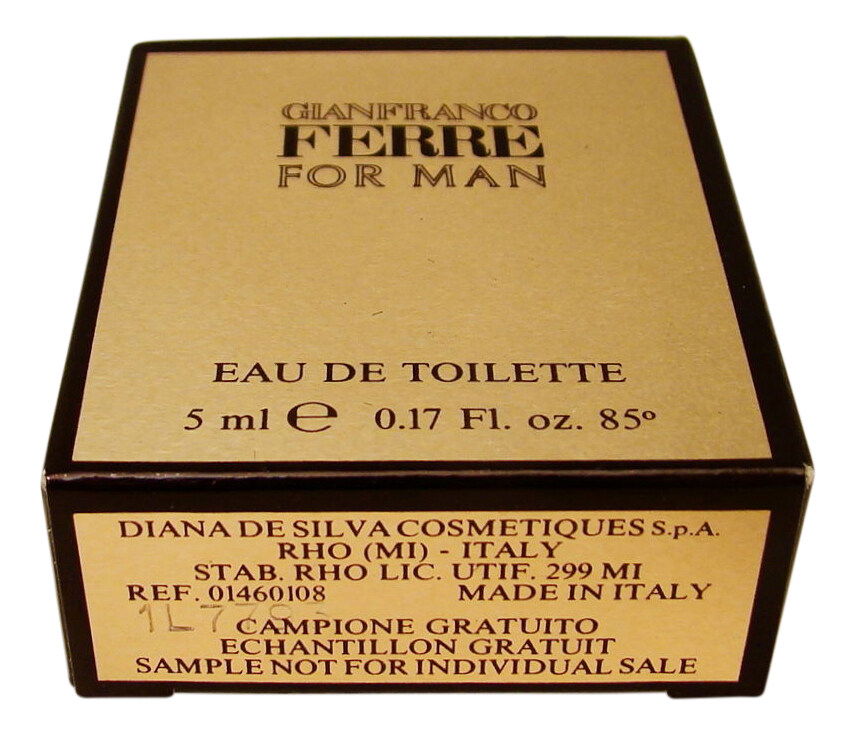 GIANFRANCO
FERRE
FOR MAN
EAU DE TOILETTE
5 ml ℮ 0.17 Fl. oz. 85º
DIANA DE SILVA COSMETIQUES S.p.A.
RHO (MI) - ITALY
STAB. RHO LIC. UTIF. 299 MI
REF. 01460108 MADE IN ITALY
CAMPIONE GRATUITO
ECHANTILLON GRATUIT
SAMPLE NOT FOR INDIVIDUAL SALE